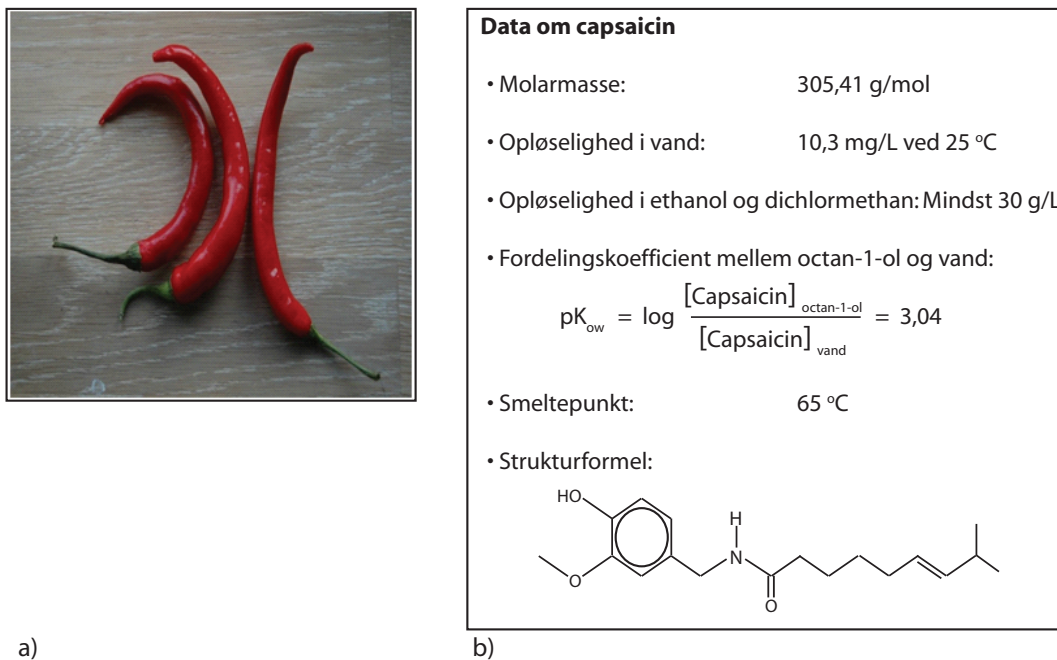 Data om capsaicin
• Molarmasse: 305,41 g/mol
• Opløselighed i vand: 10,3 mg/L ved 25 °C
• Opløselighed i ethanol og dichlormethan: Mindst 30 g/L
• Fordelingskoefficient mellem octan-1-ol og vand:
pK_ow = log [Capsaicin]_octan-1-ol / [Capsaicin]_vand = 3,04
• Smeltepunkt: 65 °C
• Strukturformel:
HO
H
N
O
O
a)
b)